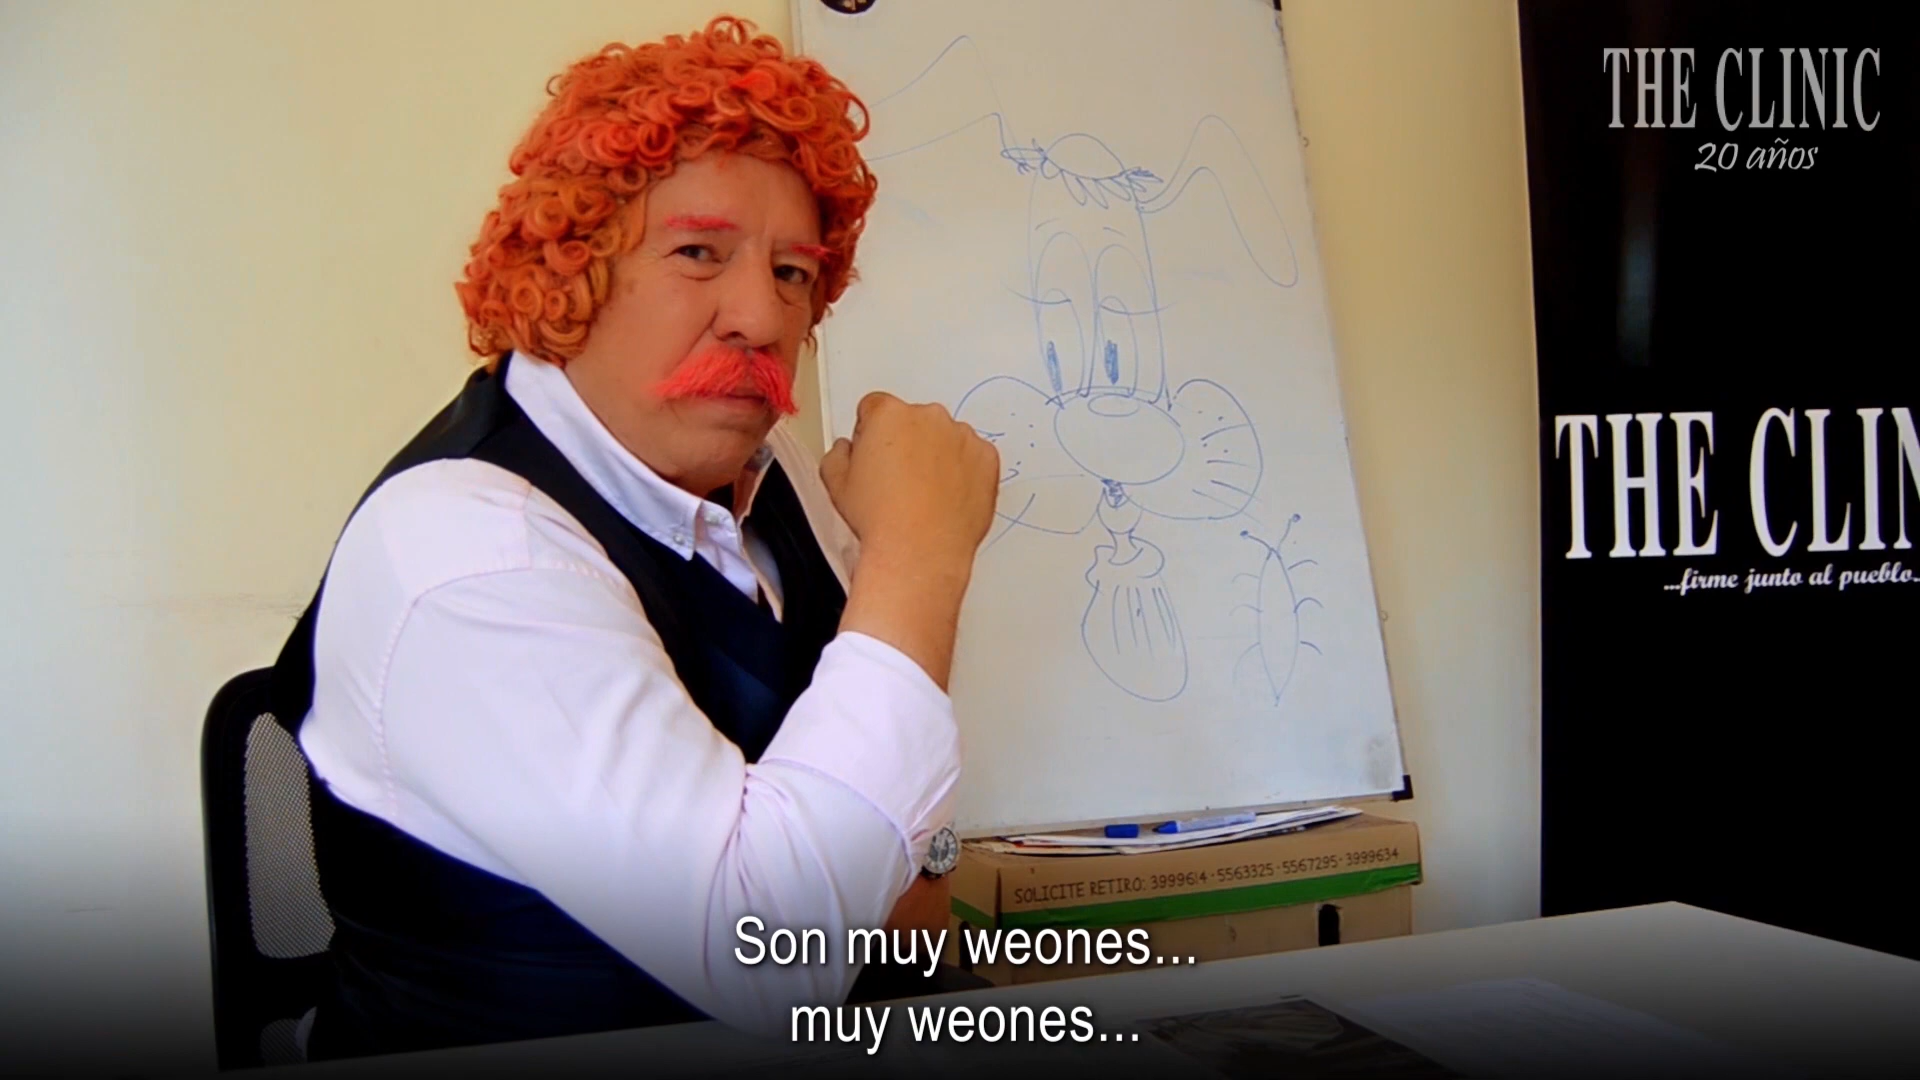 THE CLINIC
20 años
THE CLIN
...firme junto al pueblo...
SOLICITE RETIRO: 3999614 - 5563325 - 5567295 - 3999634
Son muy weones...
muy weones...